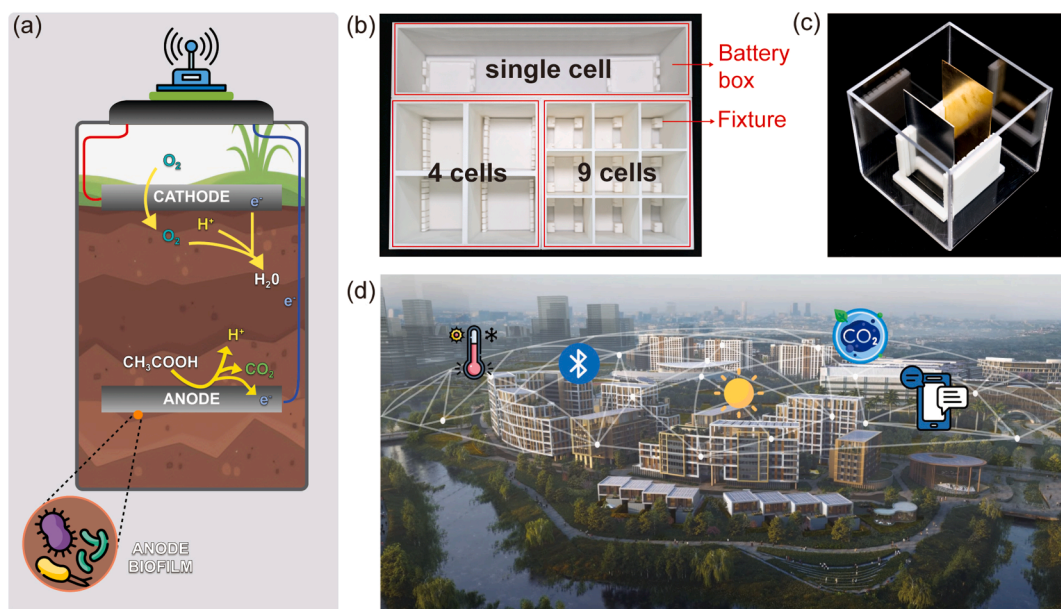 (a)
O₂
CATHODE
e⁻
H⁺
O₂
H₂0
e⁻
H⁺
CH₃COOH
CO₂
ANODE
e⁻
ANODE
BIOFILM
(b)
single cell
Battery
box
Fixture
4 cells
9 cells
(c)
(d)
CO₂